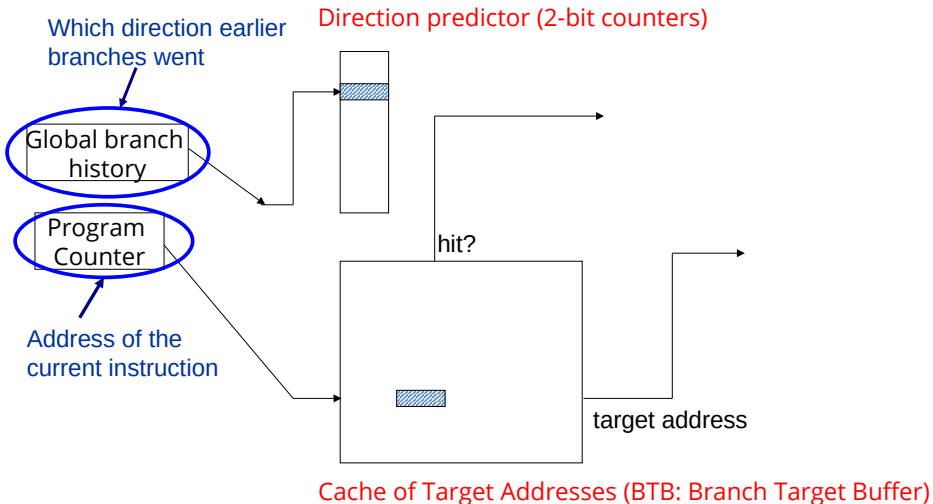 Direction predictor (2-bit counters)
Which direction earlier
branches went
Global branch
history
Program
Counter
hit?
Address of the
current instruction
target address
Cache of Target Addresses (BTB: Branch Target Buffer)